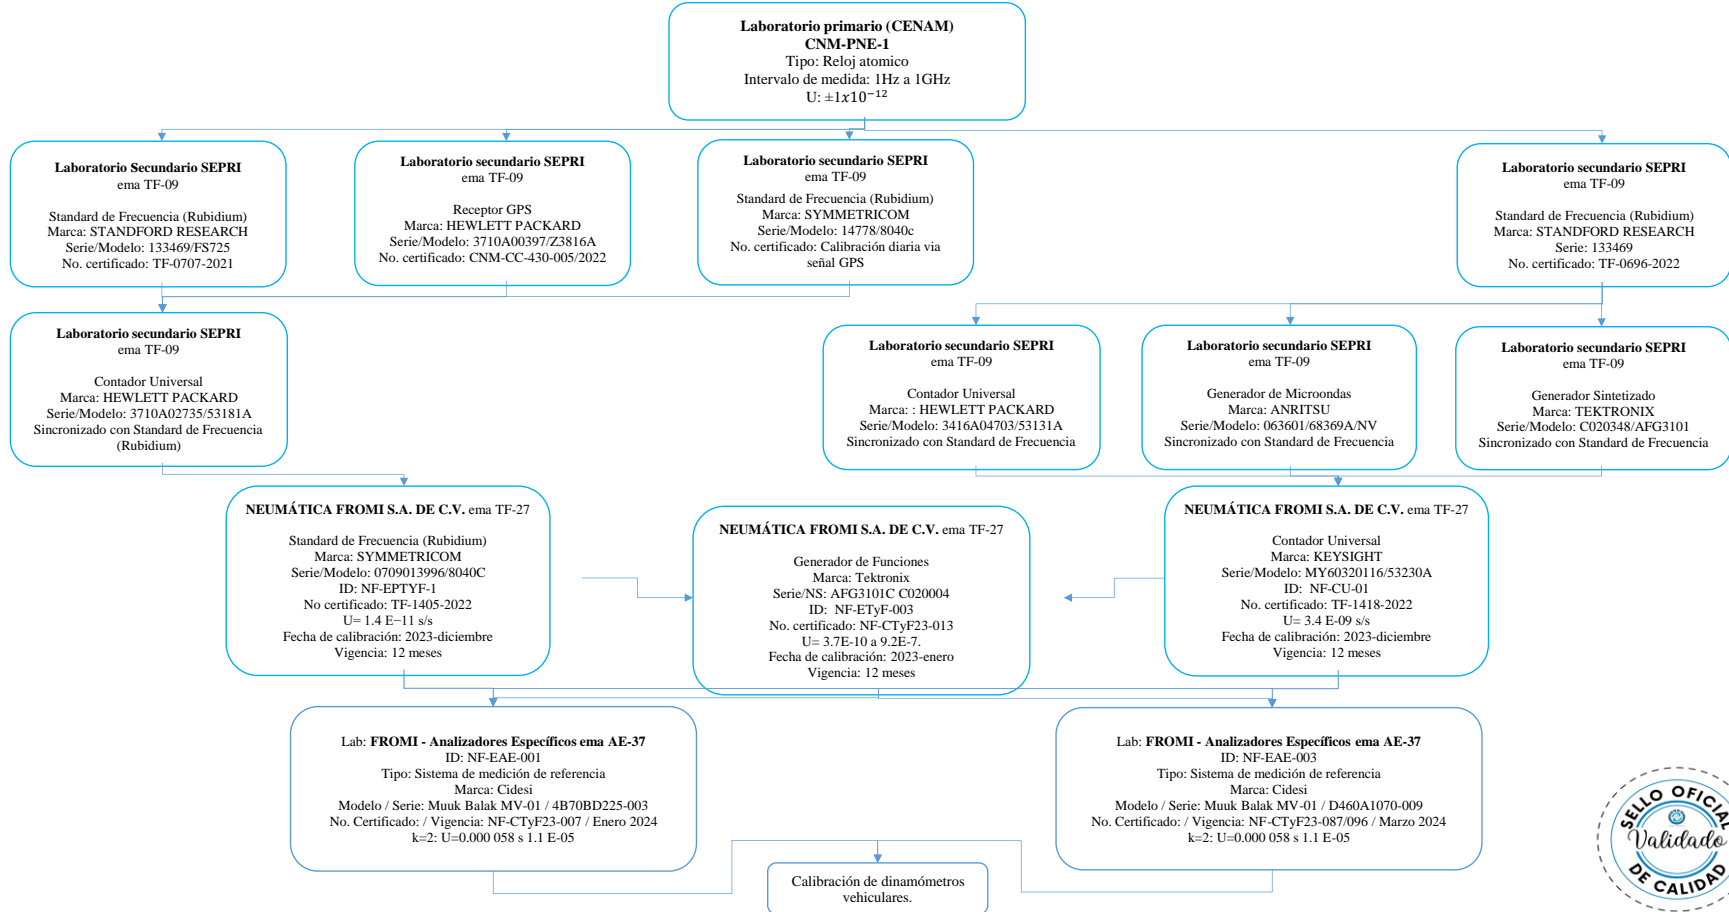 Laboratorio primario (CENAM)
CNM-PNE-1
Tipo: Reloj atomico
Intervalo de medida: 1Hz a 1GHz
U: ±1x10⁻¹²
Laboratorio Secundario SEPRI
ema TF-09
Standard de Frecuencia (Rubidium)
Marca: STANDFORD RESEARCH
Serie/Modelo: 133469/FS725
No. certificado: TF-0707-2021
Laboratorio secundario SEPRI
ema TF-09
Receptor GPS
Marca: HEWLETT PACKARD
Serie/Modelo: 3710A00397/Z3816A
No. certificado: CNM-CC-430-005/2022
Laboratorio secundario SEPRI
ema TF-09
Standard de Frecuencia (Rubidium)
Marca: SYMMETRICOM
Serie/Modelo: 14778/8040c
No. certificado: Calibración diaria via
señal GPS
Laboratorio secundario SEPRI
ema TF-09
Standard de Frecuencia (Rubidium)
Marca: STANDFORD RESEARCH
Serie: 133469
No. certificado: TF-0696-2022
Laboratorio secundario SEPRI
ema TF-09
Contador Universal
Marca: HEWLETT PACKARD
Serie/Modelo: 3710A02735/53181A
Sincronizado con Standard de Frecuencia
(Rubidium)
Laboratorio secundario SEPRI
ema TF-09
Contador Universal
Marca: : HEWLETT PACKARD
Serie/Modelo: 3416A04703/53131A
Sincronizado con Standard de Frecuencia
Laboratorio secundario SEPRI
ema TF-09
Generador de Microondas
Marca: ANRITSU
Serie/Modelo: 063601/68369A/NV
Sincronizado con Standard de Frecuencia
Laboratorio secundario SEPRI
ema TF-09
Generador Sintetizado
Marca: TEKTRONIX
Serie/Modelo: C020348/AFG3101
Sincronizado con Standard de Frecuencia
NEUMÁTICA FROMI S.A. DE C.V. ema TF-27
Standard de Frecuencia (Rubidium)
Marca: SYMMETRICOM
Serie/Modelo: 0709013996/8040C
ID: NF-EPTYF-1
No certificado: TF-1405-2022
U= 1.4 E−11 s/s
Fecha de calibración: 2023-diciembre
Vigencia: 12 meses
NEUMÁTICA FROMI S.A. DE C.V. ema TF-27
Generador de Funciones
Marca: Tektronix
Serie/NS: AFG3101C C020004
ID: NF-ETyF-003
No. certificado: NF-CTyF23-013
U= 3.7E-10 a 9.2E-7.
Fecha de calibración: 2023-enero
Vigencia: 12 meses
NEUMÁTICA FROMI S.A. DE C.V. ema TF-27
Contador Universal
Marca: KEYSIGHT
Serie/Modelo: MY60320116/53230A
ID: NF-CU-01
No. certificado: TF-1418-2022
U= 3.4 E-09 s/s
Fecha de calibración: 2023-diciembre
Vigencia: 12 meses
Lab: FROMI - Analizadores Específicos ema AE-37
ID: NF-EAE-001
Tipo: Sistema de medición de referencia
Marca: Cidesi
Modelo / Serie: Muuk Balak MV-01 / 4B70BD225-003
No. Certificado: / Vigencia: NF-CTyF23-007 / Enero 2024
k=2: U=0.000 058 s 1.1 E-05
Lab: FROMI - Analizadores Específicos ema AE-37
ID: NF-EAE-003
Tipo: Sistema de medición de referencia
Marca: Cidesi
Modelo / Serie: Muuk Balak MV-01 / D460A1070-009
No. Certificado: / Vigencia: NF-CTyF23-087/096 / Marzo 2024
k=2: U=0.000 058 s 1.1 E-05
Calibración de dinamómetros
vehiculares.
SELLO OFICIAL
Validado
DE CALIDAD